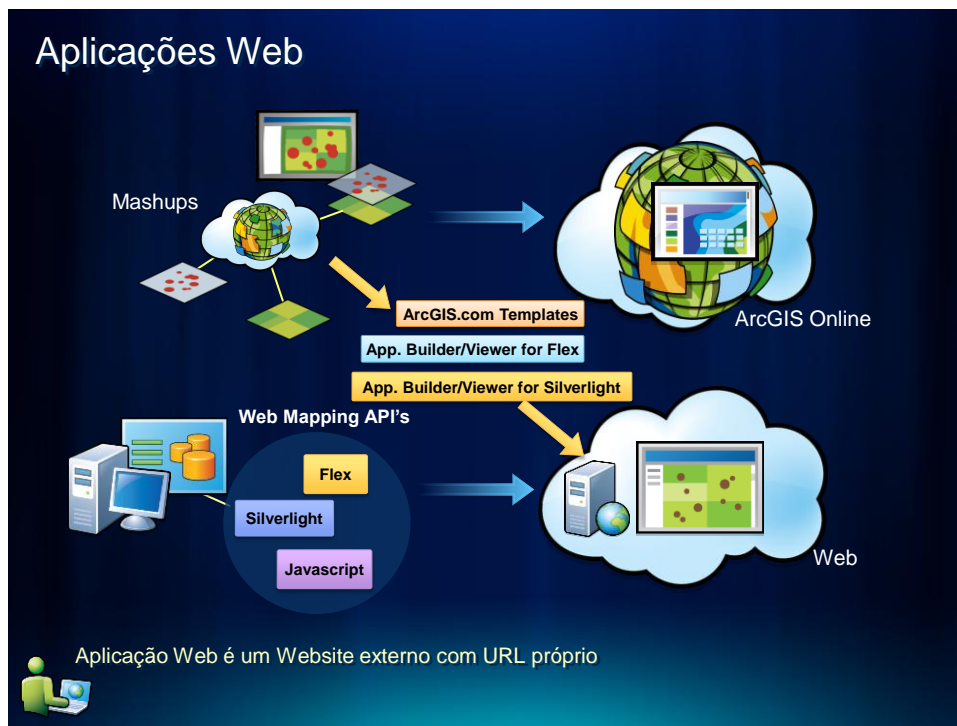 Aplicações Web
Mashups
ArcGIS Online
ArcGIS.com Templates
App. Builder/Viewer for Flex
App. Builder/Viewer for Silverlight
Web Mapping API's
Flex
Silverlight
Javascript
Web
Aplicação Web é um Website externo com URL próprio